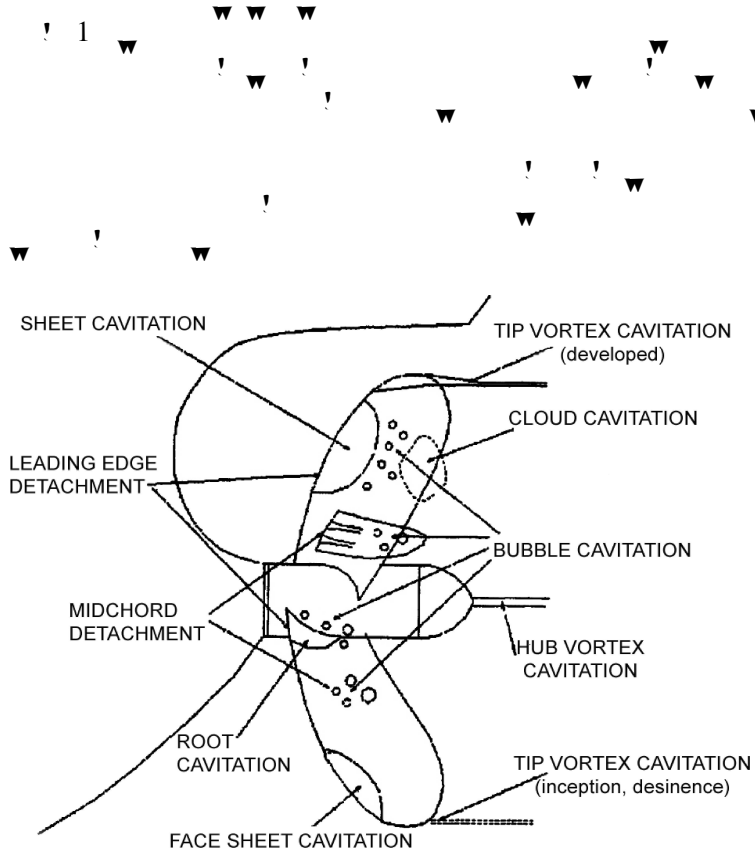 1
SHEET CAVITATION
TIP VORTEX CAVITATION
(developed)
CLOUD CAVITATION
LEADING EDGE
DETACHMENT
BUBBLE CAVITATION
MIDCHORD
DETACHMENT
HUB VORTEX
CAVITATION
ROOT
CAVITATION
TIP VORTEX CAVITATION
(inception, desinence)
FACE SHEET CAVITATION